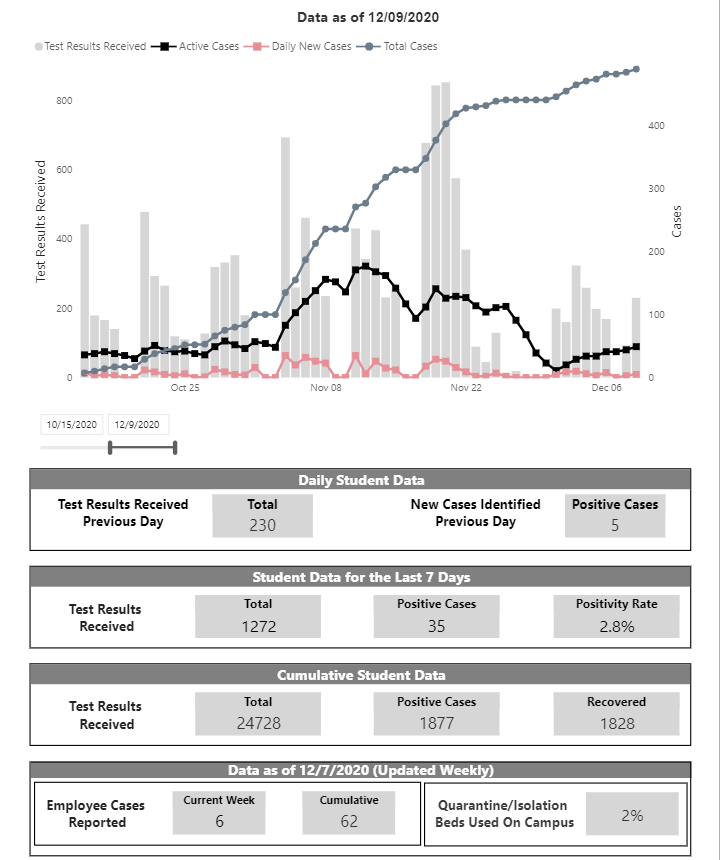 Data as of 12/09/2020
Test Results Received Active Cases Daily New Cases Total Cases
Test Results Received
800
600
400
200
0
Cases
400
300
200
100
0
Oct 25 Nov 08 Nov 22 Dec 06
10/15/2020 12/9/2020
Daily Student Data
Test Results Received
Previous Day
Total
230
New Cases Identified
Previous Day
Positive Cases
5
Student Data for the Last 7 Days
Test Results
Received
Total
1272
Positive Cases
35
Positivity Rate
2.8%
Cumulative Student Data
Test Results
Received
Total
24728
Positive Cases
1877
Recovered
1828
Data as of 12/7/2020 (Updated Weekly)
Employee Cases
Reported
Current Week
6
Cumulative
62
Quarantine/Isolation
Beds Used On Campus
2%